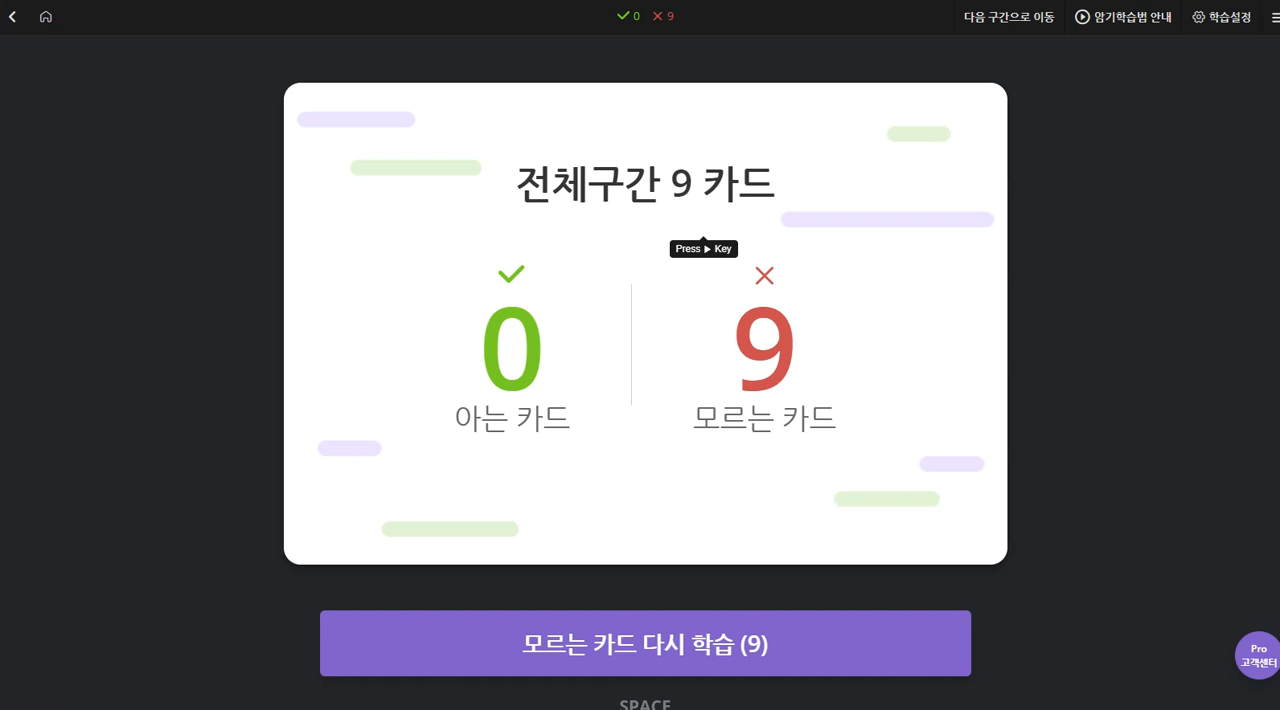 0 9 다음 구간으로 이동 암기학습법 안내 학습설정
전체구간 9 카드
Press ▶ Key
0 9
아는 카드 모르는 카드
모르는 카드 다시 학습 (9)
Pro
고객센터
SPACE